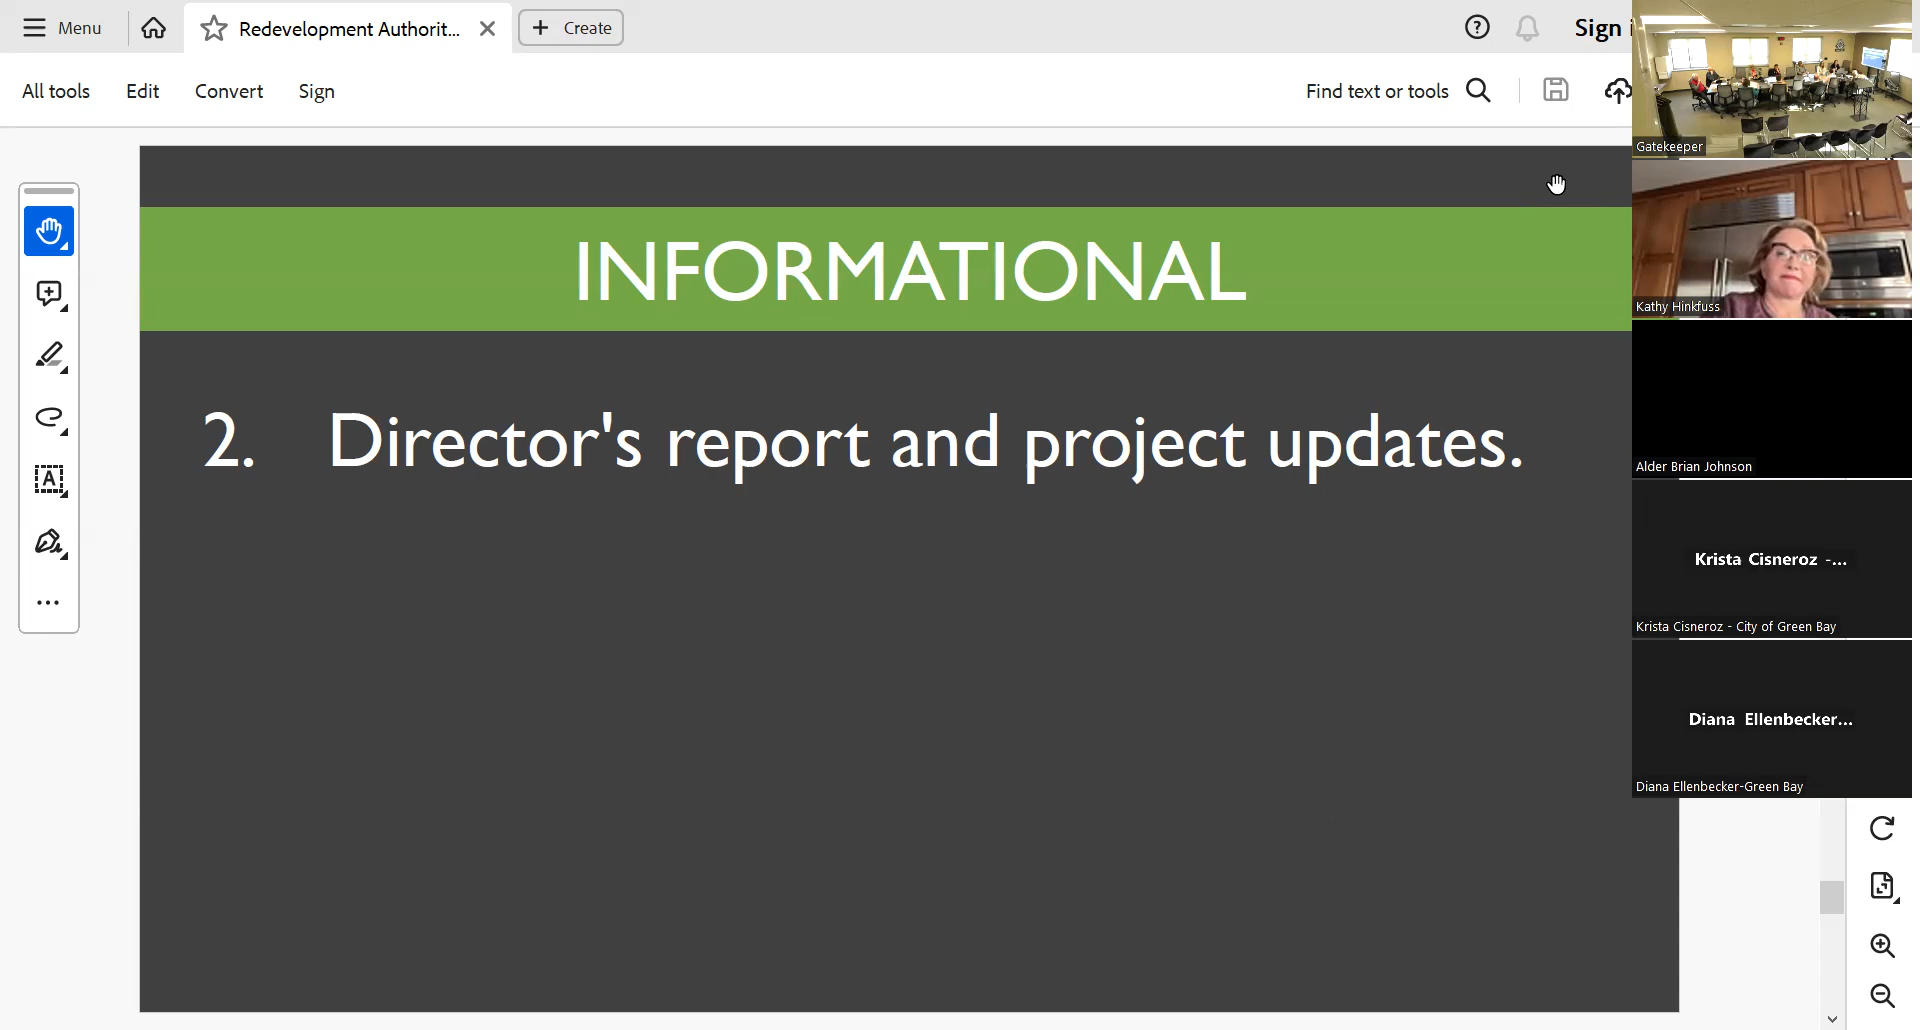 Menu
Redevelopment Authorit...
Create
Sign i
All tools
Edit
Convert
Sign
Find text or tools
INFORMATIONAL
2. Director's report and project updates.
Gatekeeper
Kathy Hinkfuss
Alder Brian Johnson
Krista Cisneroz -...
Krista Cisneroz - City of Green Bay
Diana Ellenbecker...
Diana Ellenbecker-Green Bay